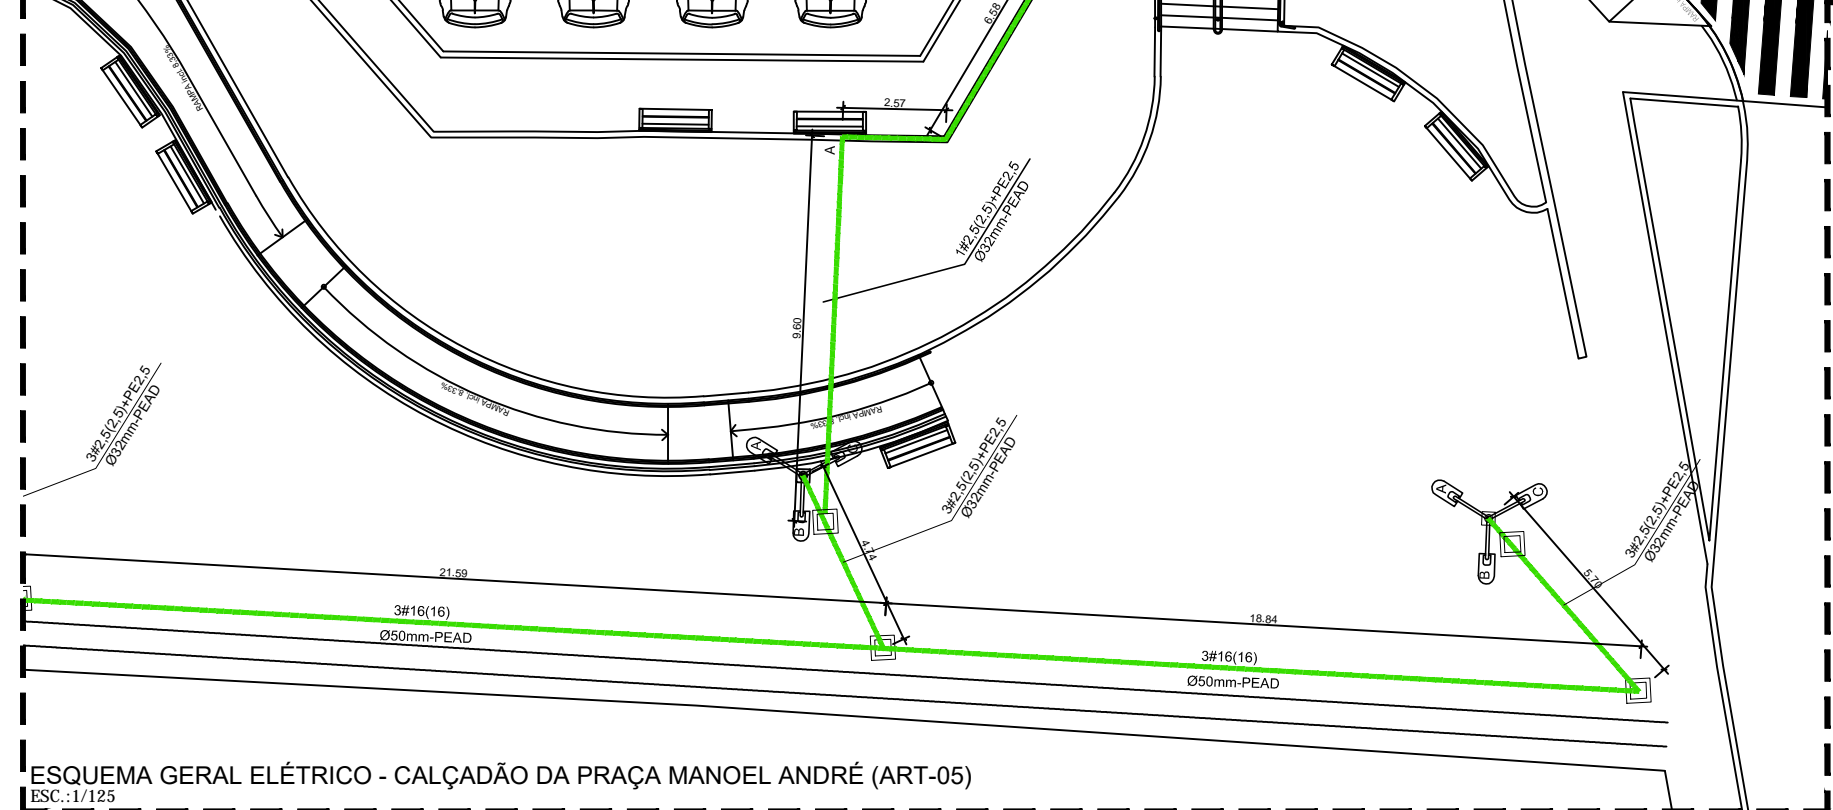 6.58
RAMPA incl. 8.33%
2.57
A
1#2,5(2,5)+PE2,5
Ø32mm-PEAD
9.60
3#2,5(2,5)+PE2,5
Ø32mm-PEAD
RAMPA incl. 8.33%
RAMPA incl. 8.33%
A
C
B
3#2,5(2,5)+PE2,5
Ø32mm-PEAD
4.74
A
C
B
3#2,5(2,5)+PE2,5
Ø32mm-PEAD
5.70
21.59
3#16(16)
Ø50mm-PEAD
18.84
3#16(16)
Ø50mm-PEAD
ESQUEMA GERAL ELÉTRICO - CALÇADÃO DA PRAÇA MANOEL ANDRÉ (ART-05)
ESC.:1/125